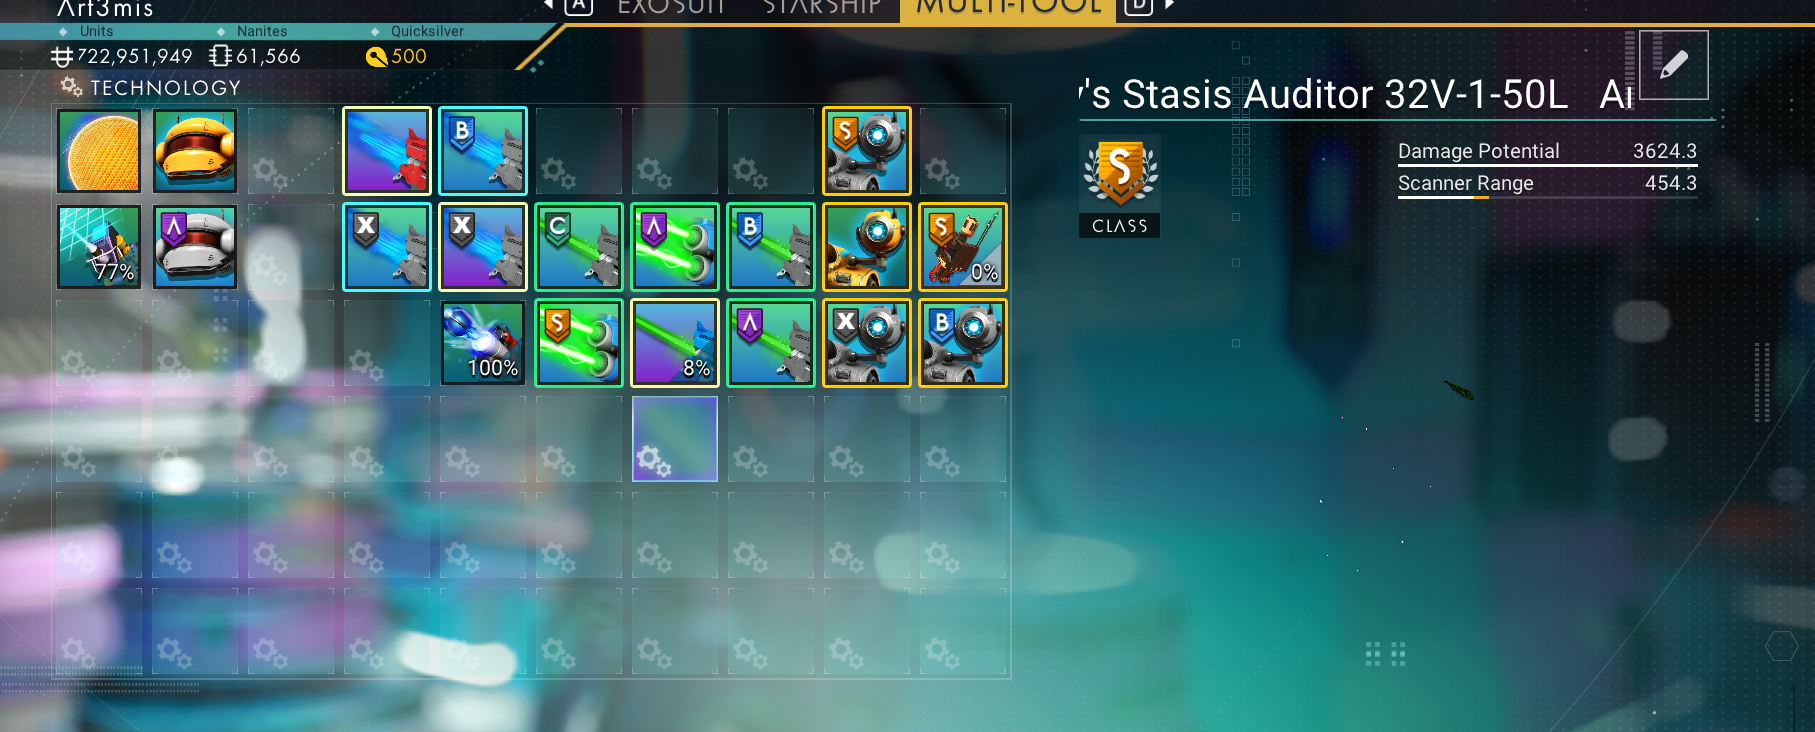 Art3mis
A EXOSUIT STARSHIP MULTI-TOOL D
Units Nanites Quicksilver
722,951,949 61,566 500
TECHNOLOGY
's Stasis Auditor 32V-1-50L
B S
S
CLASS
Damage Potential 3624.3
Scanner Range 454.3
77% A X X C A B S 0%
100% S 8% A X B